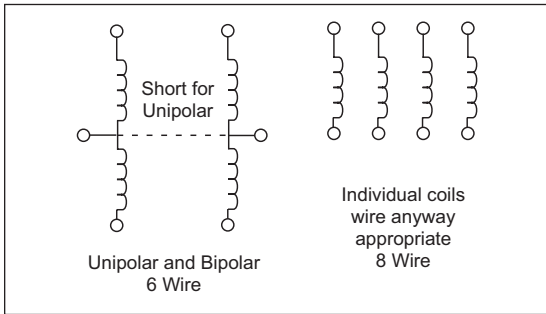 Short for
Unipolar
Unipolar and Bipolar
6 Wire
Individual coils
wire anyway
appropriate
8 Wire